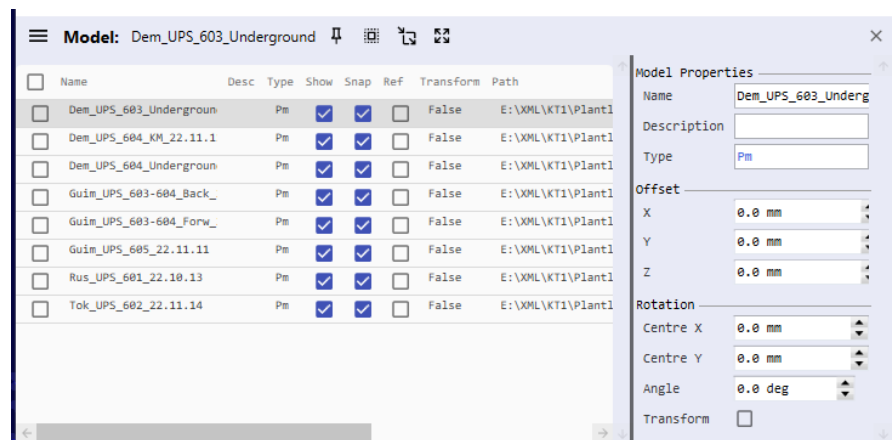 Model: Dem_UPS_603_Underground
Name Desc Type Show Snap Ref Transform Path
Dem_UPS_603_Undergroun Pm False E:\XML\KT1\Plantl
Dem_UPS_604_KM_22.11.1 Pm False E:\XML\KT1\Plantl
Dem_UPS_604_Undergroun Pm False E:\XML\KT1\Plantl
Guim_UPS_603-604_Back_ Pm False E:\XML\KT1\Plantl
Guim_UPS_603-604_Forw_ Pm False E:\XML\KT1\Plantl
Guim_UPS_605_22.11.11 Pm False E:\XML\KT1\Plantl
Rus_UPS_601_22.10.13 Pm False E:\XML\KT1\Plantl
Tok_UPS_602_22.11.14 Pm False E:\XML\KT1\Plantl
Model Properties
Name Dem_UPS_603_Underg
Description
Type Pm
Offset
X 0.0 mm
Y 0.0 mm
Z 0.0 mm
Rotation
Centre X 0.0 mm
Centre Y 0.0 mm
Angle 0.0 deg
Transform